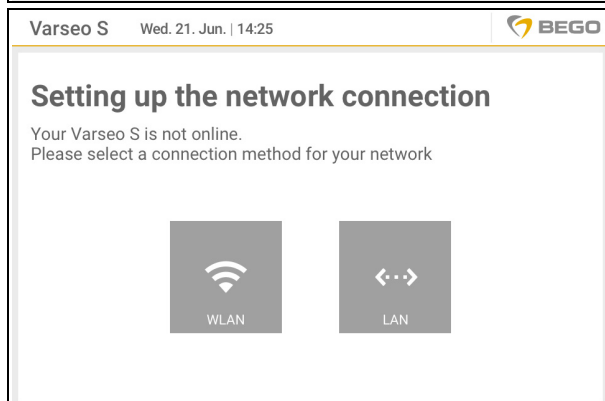 Varseo S Wed. 21. Jun. | 14:25 BEGO
Setting up the network connection
Your Varseo S is not online.
Please select a connection method for your network
WLAN LAN